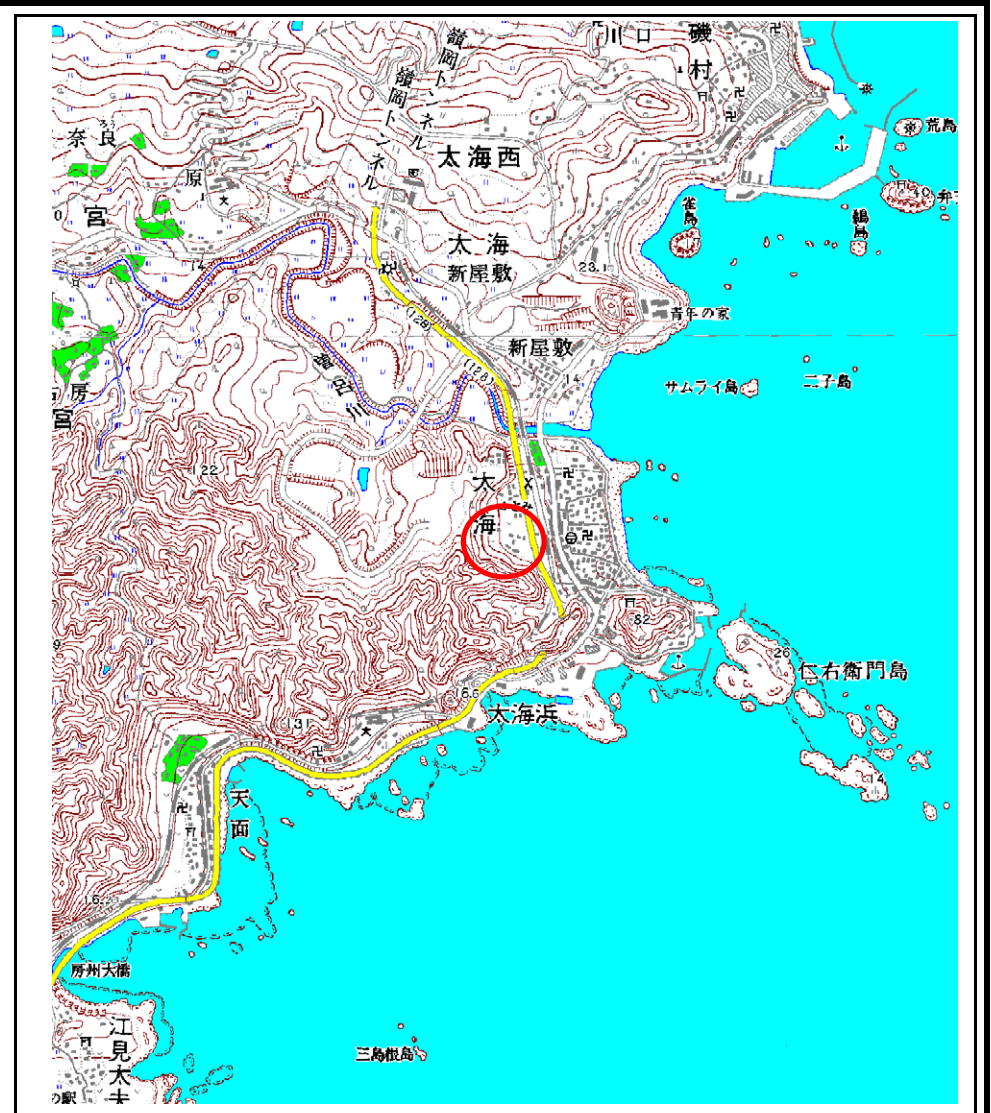 川口
磯村
嶺岡トンネル
嶺岡トンネル
荒島
奈良
原
太海西
宮
雀島
鵜島
太海
新屋敷
14
23.1
青年の家
(128)
新屋敷
(128)
14
サムライ島
二子島
房
宮
122
太海
82
26
仁右衛門島
16.6
太海浜
131
14
天面
16.2
房州大橋
江見太夫
三島根島